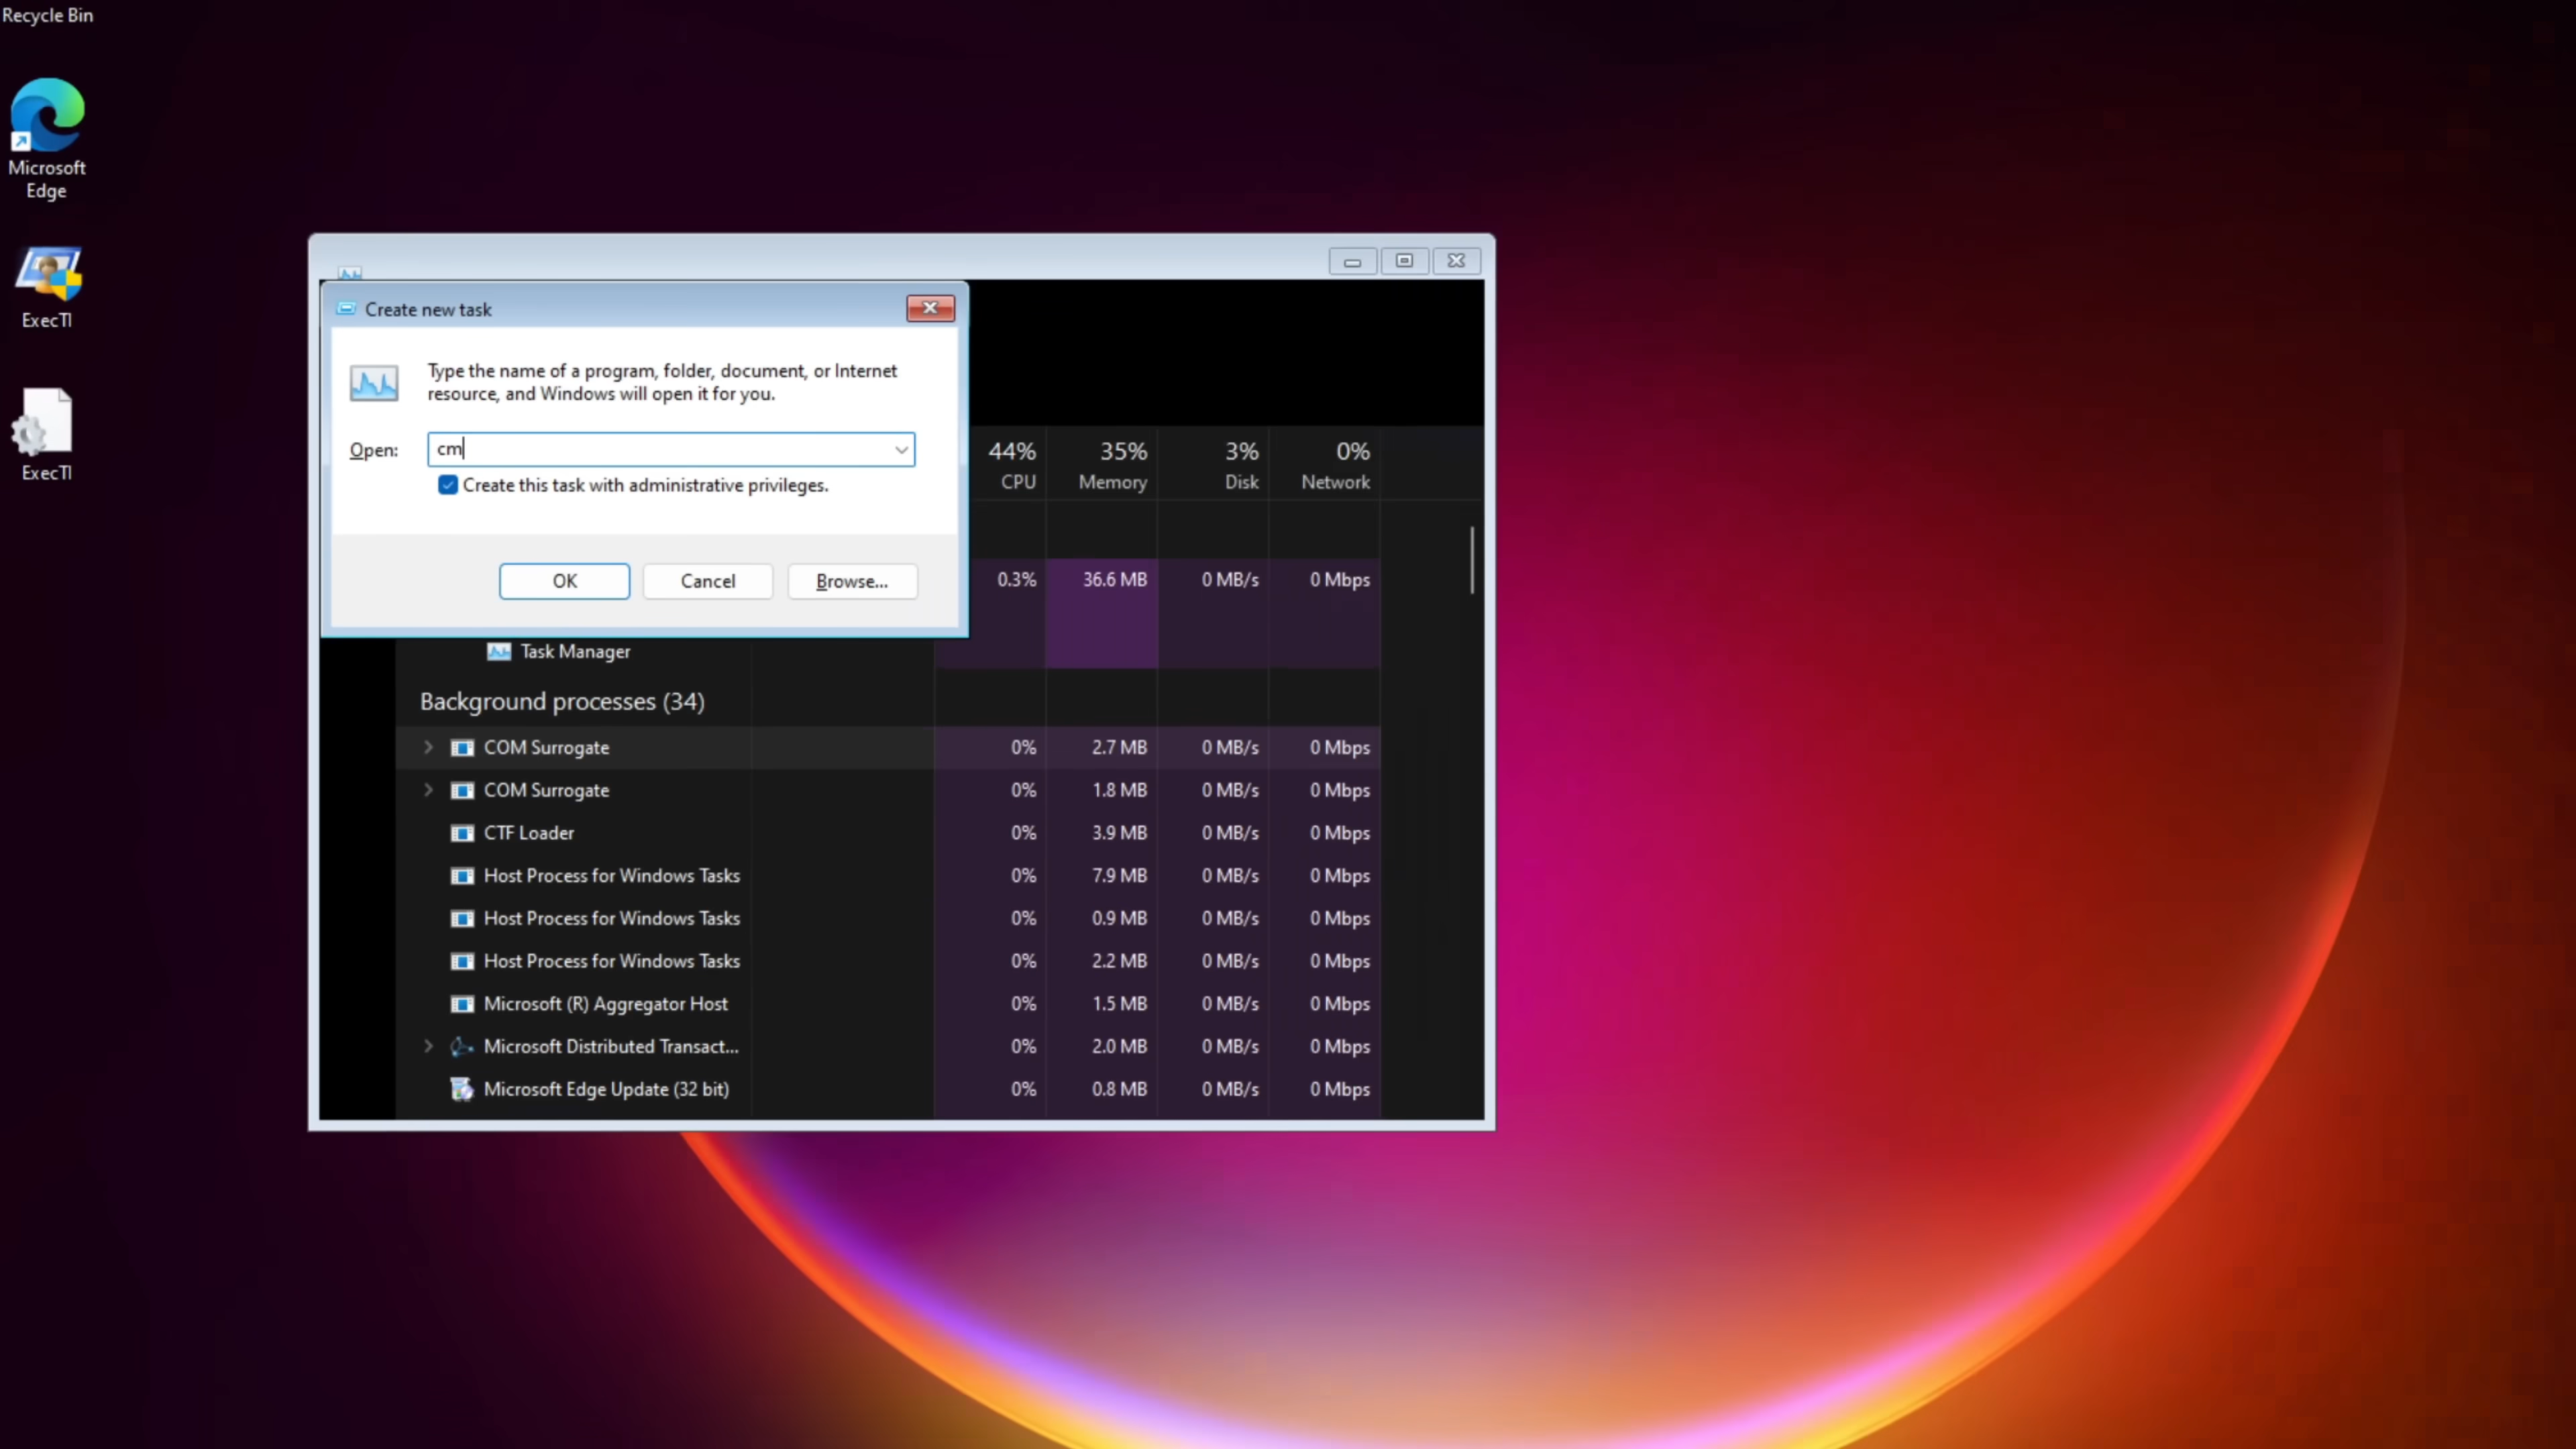 Recycle Bin
Microsoft
Edge
ExecTI
ExecTI
Create new task
Type the name of a program, folder, document, or Internet
resource, and Windows will open it for you.
Open: cm
Create this task with administrative privileges.
OK Cancel Browse...
44% 35% 3% 0%
CPU Memory Disk Network
0.3% 36.6 MB 0 MB/s 0 Mbps
Task Manager
Background processes (34)
COM Surrogate 0% 2.7 MB 0 MB/s 0 Mbps
COM Surrogate 0% 1.8 MB 0 MB/s 0 Mbps
CTF Loader 0% 3.9 MB 0 MB/s 0 Mbps
Host Process for Windows Tasks 0% 7.9 MB 0 MB/s 0 Mbps
Host Process for Windows Tasks 0% 0.9 MB 0 MB/s 0 Mbps
Host Process for Windows Tasks 0% 2.2 MB 0 MB/s 0 Mbps
Microsoft (R) Aggregator Host 0% 1.5 MB 0 MB/s 0 Mbps
Microsoft Distributed Transact... 0% 2.0 MB 0 MB/s 0 Mbps
Microsoft Edge Update (32 bit) 0% 0.8 MB 0 MB/s 0 Mbps